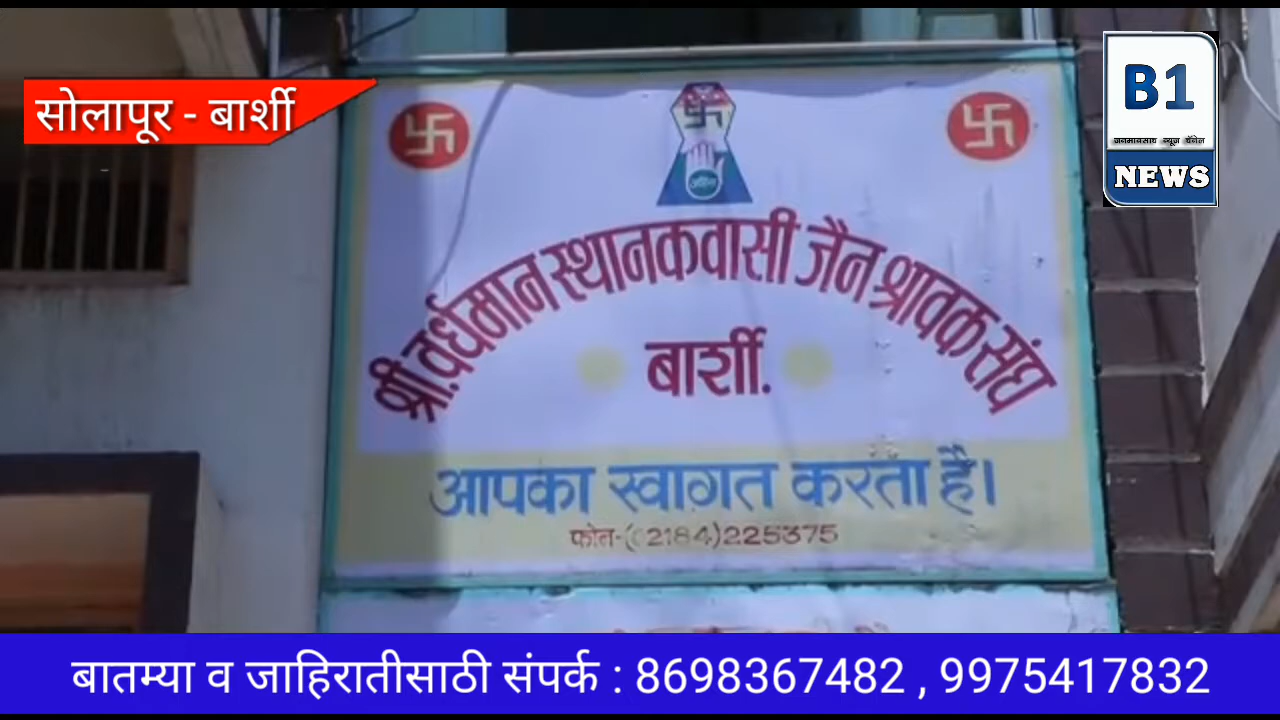 सोलापूर - बार्शी
B1
NEWS
श्री.वर्धमान स्थानकवासी जैन श्रावक संघ
बार्शी.
आपका स्वागत करता है।
फोन-(02184)225375
बातम्या व जाहिरातीसाठी संपर्क : 8698367482 , 9975417832